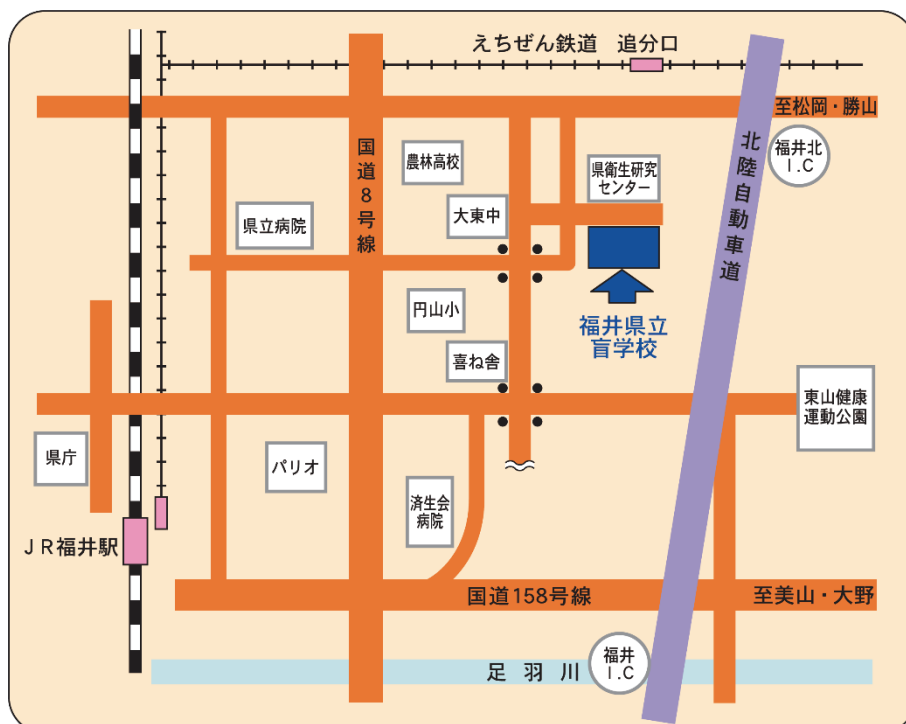 えちぜん鉄道 追分口
至松岡・勝山
福井北
I.C
国道8号線
農林高校
県衛生研究
センター
北陸自動車道
大東中
県立病院
円山小
福井県立
盲学校
喜ね舎
東山健康
運動公園
県庁
パリオ
済生会
病院
JR福井駅
国道158号線
至美山・大野
福井
I.C
足羽川